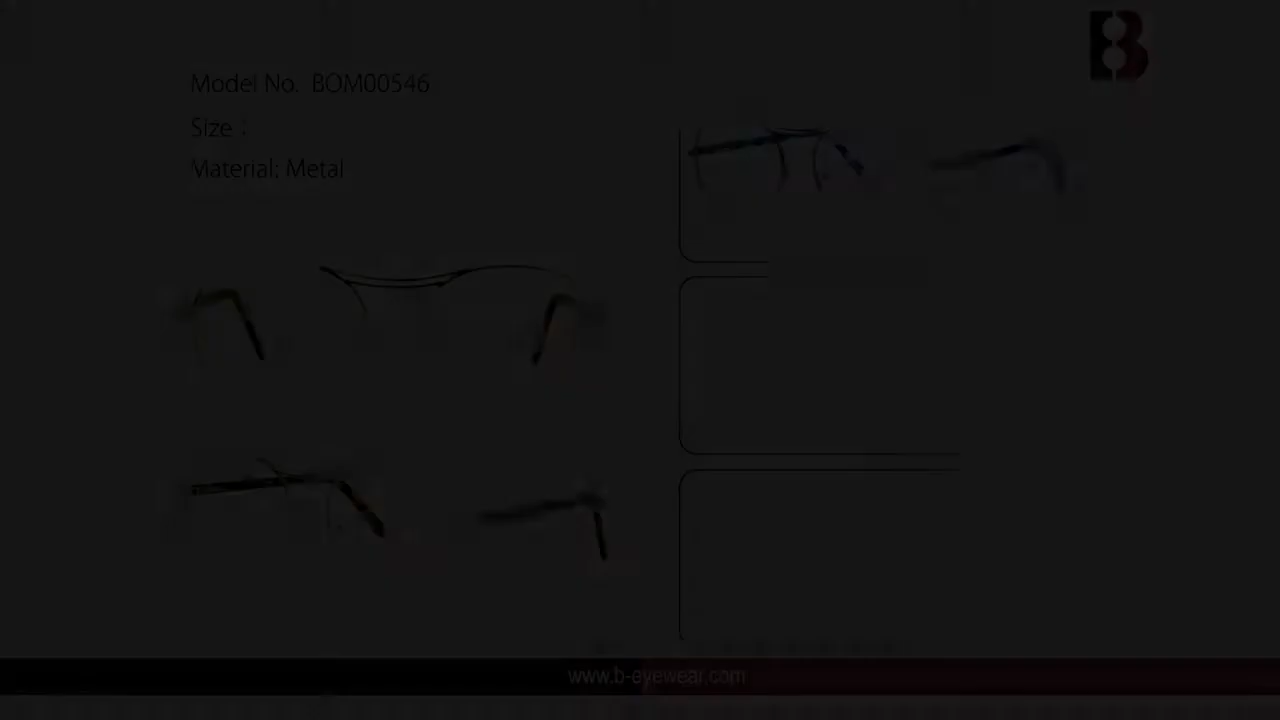 B
Model No. BOM00546
Size :
Material: Metal
www.b-eyewear.com